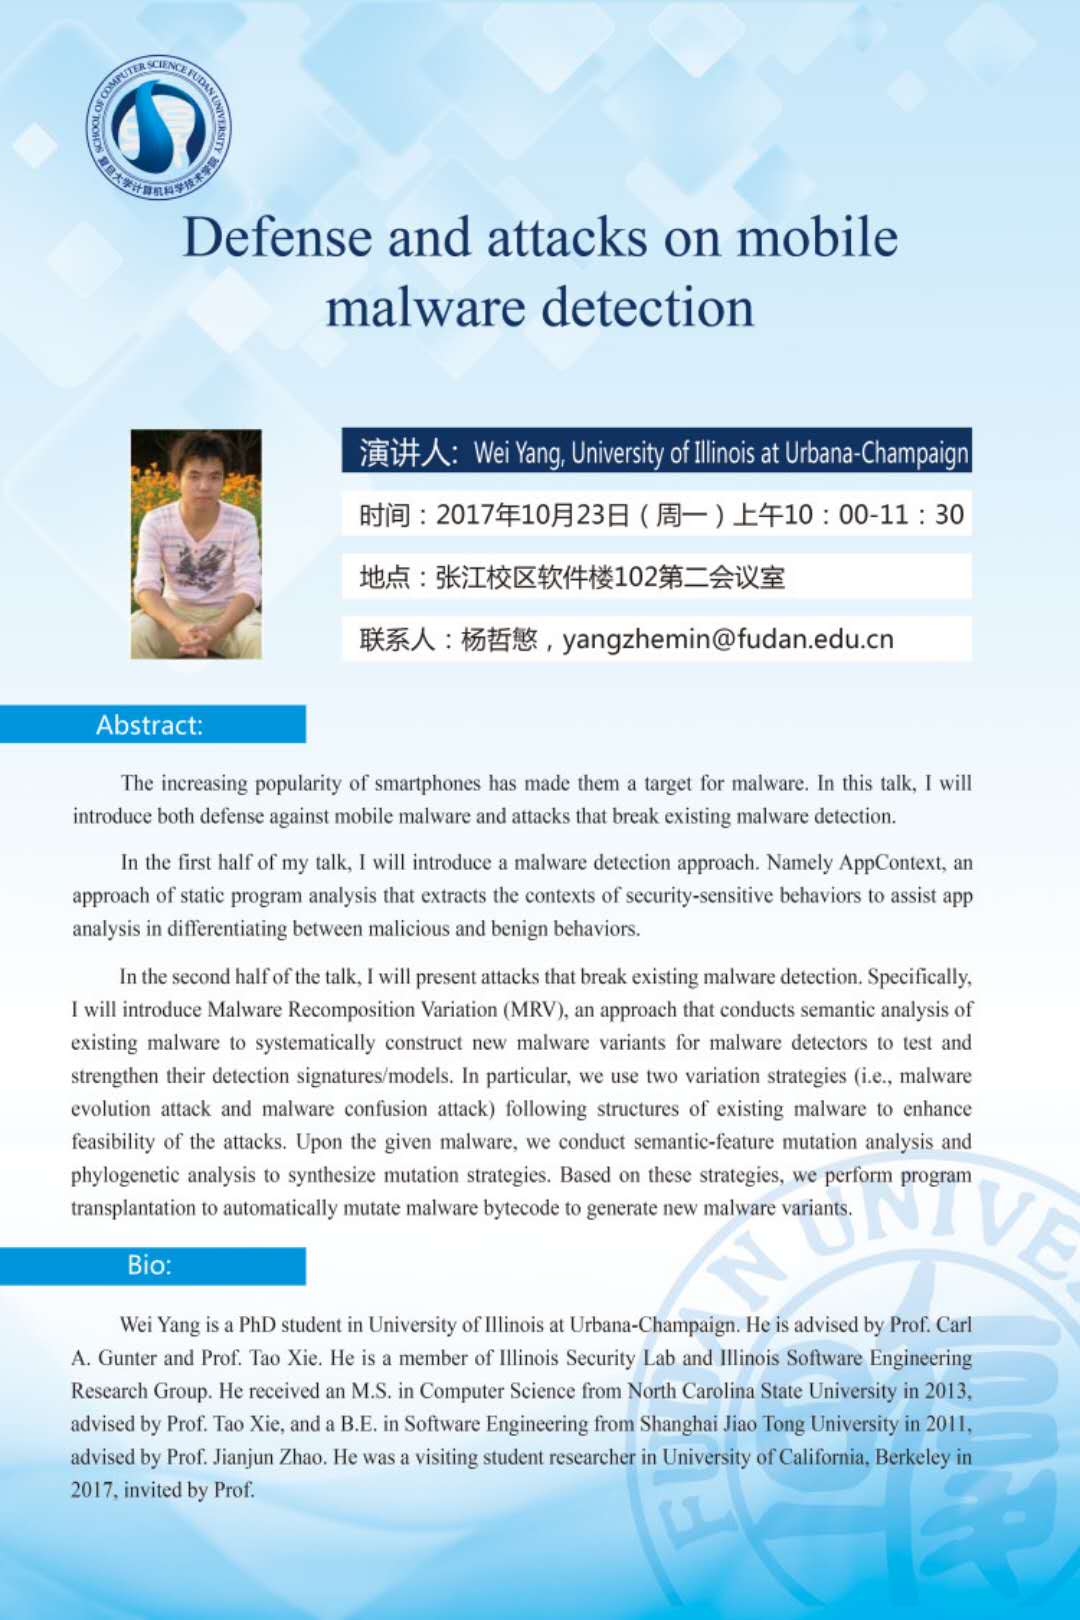 SCHOOL OF COMPUTER SCIENCE FUDAN UNIVERSITY
复旦大学计算机科学技术学院
Defense and attacks on mobile
malware detection
演讲人: Wei Yang, University of Illinois at Urbana-Champaign
时间：2017年10月23日（周一）上午10：00-11：30
地点：张江校区软件楼102第二会议室
联系人：杨哲慜，yangzhemin@fudan.edu.cn
Abstract:
The increasing popularity of smartphones has made them a target for malware. In this talk, I will
introduce both defense against mobile malware and attacks that break existing malware detection.
In the first half of my talk, I will introduce a malware detection approach. Namely AppContext, an
approach of static program analysis that extracts the contexts of security-sensitive behaviors to assist app
analysis in differentiating between malicious and benign behaviors.
In the second half of the talk, I will present attacks that break existing malware detection. Specifically,
I will introduce Malware Recomposition Variation (MRV), an approach that conducts semantic analysis of
existing malware to systematically construct new malware variants for malware detectors to test and
strengthen their detection signatures/models. In particular, we use two variation strategies (i.e., malware
evolution attack and malware confusion attack) following structures of existing malware to enhance
feasibility of the attacks. Upon the given malware, we conduct semantic-feature mutation analysis and
phylogenetic analysis to synthesize mutation strategies. Based on these strategies, we perform program
transplantation to automatically mutate malware bytecode to generate new malware variants.
Bio:
Wei Yang is a PhD student in University of Illinois at Urbana-Champaign. He is advised by Prof. Carl
A. Gunter and Prof. Tao Xie. He is a member of Illinois Security Lab and Illinois Software Engineering
Research Group. He received an M.S. in Computer Science from North Carolina State University in 2013,
advised by Prof. Tao Xie, and a B.E. in Software Engineering from Shanghai Jiao Tong University in 2011,
advised by Prof. Jianjun Zhao. He was a visiting student researcher in University of California, Berkeley in
2017, invited by Prof.
FUDAN UNIVE